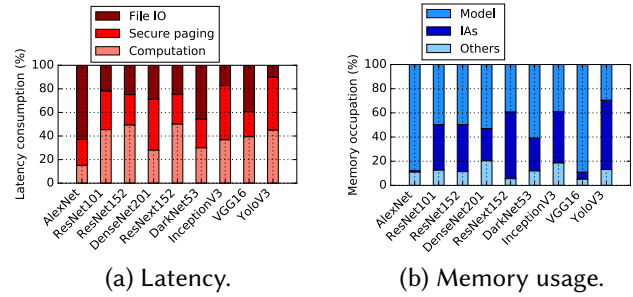 File IO
Secure paging
Computation
Latency consumption (%)
100
80
60
40
20
0
AlexNet
ResNet101
ResNet152
DenseNet201
ResNext152
DarkNet53
InceptionV3
VGG16
YoloV3
(a) Latency.
Model
IAs
Others
Memory occupation (%)
100
80
60
40
20
0
AlexNet
ResNet101
ResNet152
DenseNet201
ResNext152
DarkNet53
InceptionV3
VGG16
YoloV3
(b) Memory usage.